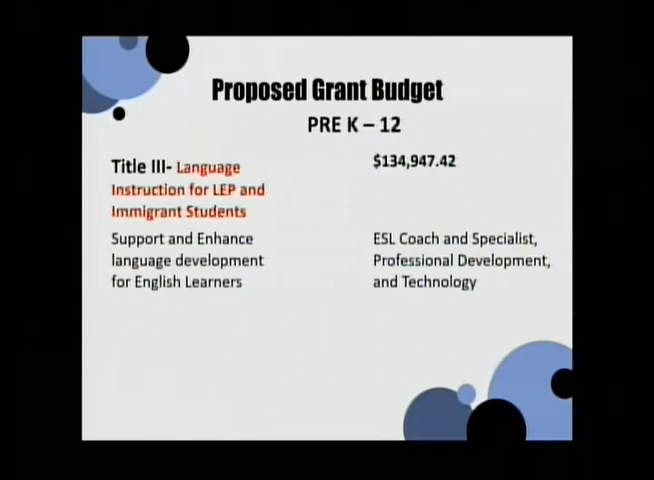 Proposed Grant Budget
PRE K – 12
Title III- Language
Instruction for LEP and
Immigrant Students
$134,947.42
Support and Enhance
language development
for English Learners
ESL Coach and Specialist,
Professional Development,
and Technology